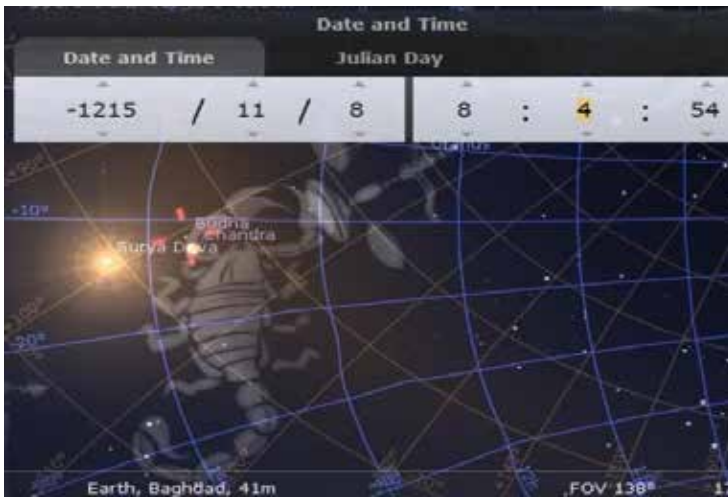 Date and Time
Date and Time Julian Day
-1215 / 11 / 8 8 : 4 : 54
Uranus
-10°
Budha
Chandra
Surya Deva
-20°
Earth, Baghdad, 41m FOV 138°